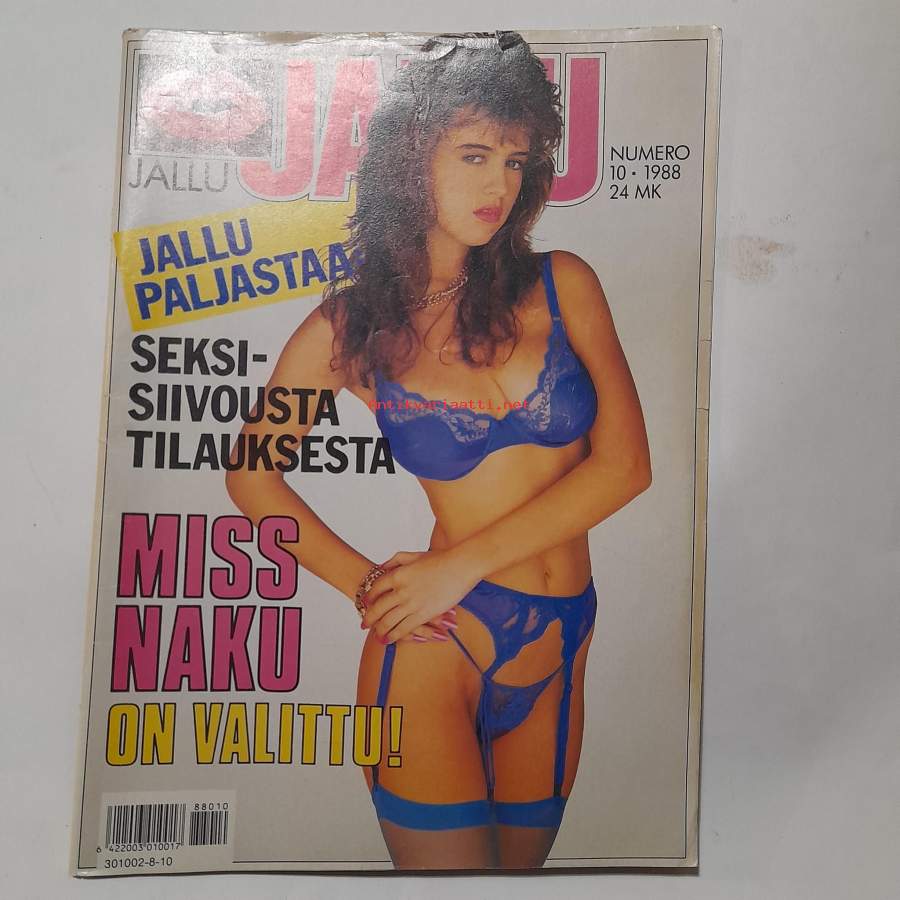 JALLU
JALLU
NUMERO
10 • 1988
24 MK
JALLU
PALJASTAA:
SEKSI-
SIIVOUSTA
TILAUKSESTA
antikvariaatti.net
MISS
NAKU
ON VALITTU!
88010
6 422003 010017
301002-8-10